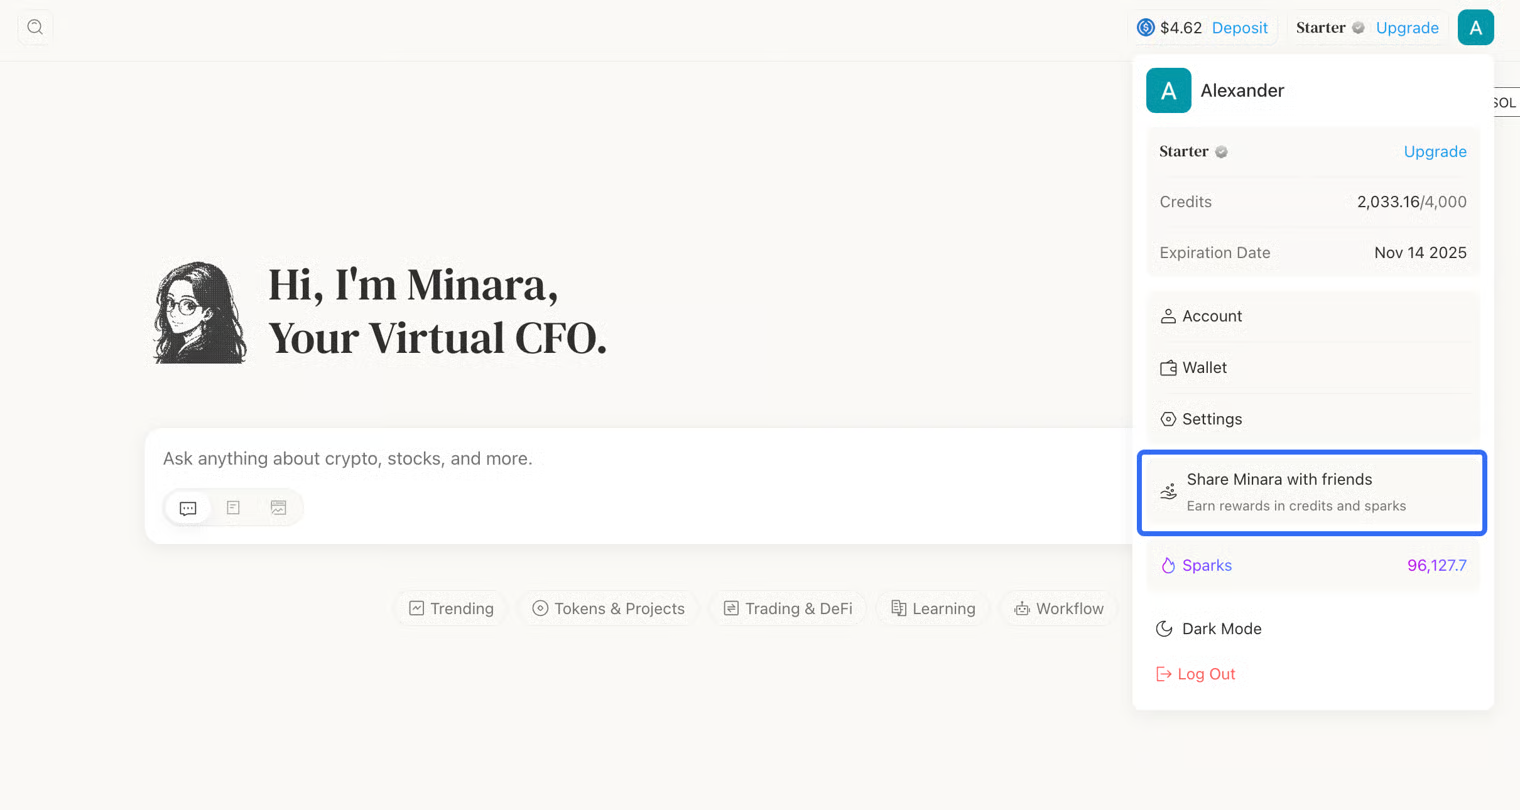 $4.62 Deposit Starter Upgrade A
A Alexander
SOL
Starter Upgrade
Credits 2,033.16/4,000
Expiration Date Nov 14 2025
Hi, I'm Minara,
Your Virtual CFO.
Account
Wallet
Settings
Ask anything about crypto, stocks, and more.
Share Minara with friends
Earn rewards in credits and sparks
Sparks 96,127.7
Trending Tokens & Projects Trading & DeFi Learning Workflow
Dark Mode
Log Out